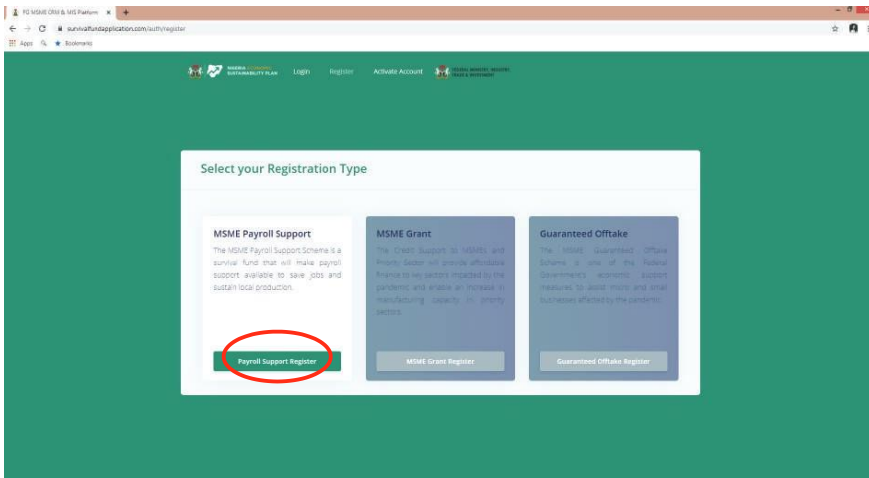 FG MSME CRM & MIS Platform
survivalfundapplication.com/auth/register
Apps
Bookmarks
NIGERIA ECONOMIC
SUSTAINABILITY PLAN
Login
Register
Activate Account
Select your Registration Type
MSME Payroll Support
The MSME Payroll Support Scheme is a
survival fund that will make payroll
support available to save jobs and
sustain local production.
Payroll Support Register
MSME Grant
The Credit Support to MSMEs and
Priority Sector will provide affordable
finance to key sectors impacted by the
pandemic and enable an increase in
manufacturing capacity in priority
sectors.
MSME Grant Register
Guaranteed Offtake
The MSME Guaranteed Offtake
Scheme is one of the Federal
Government's economic support
measures to assist micro and small
businesses affected by the pandemic.
Guaranteed Offtake Register